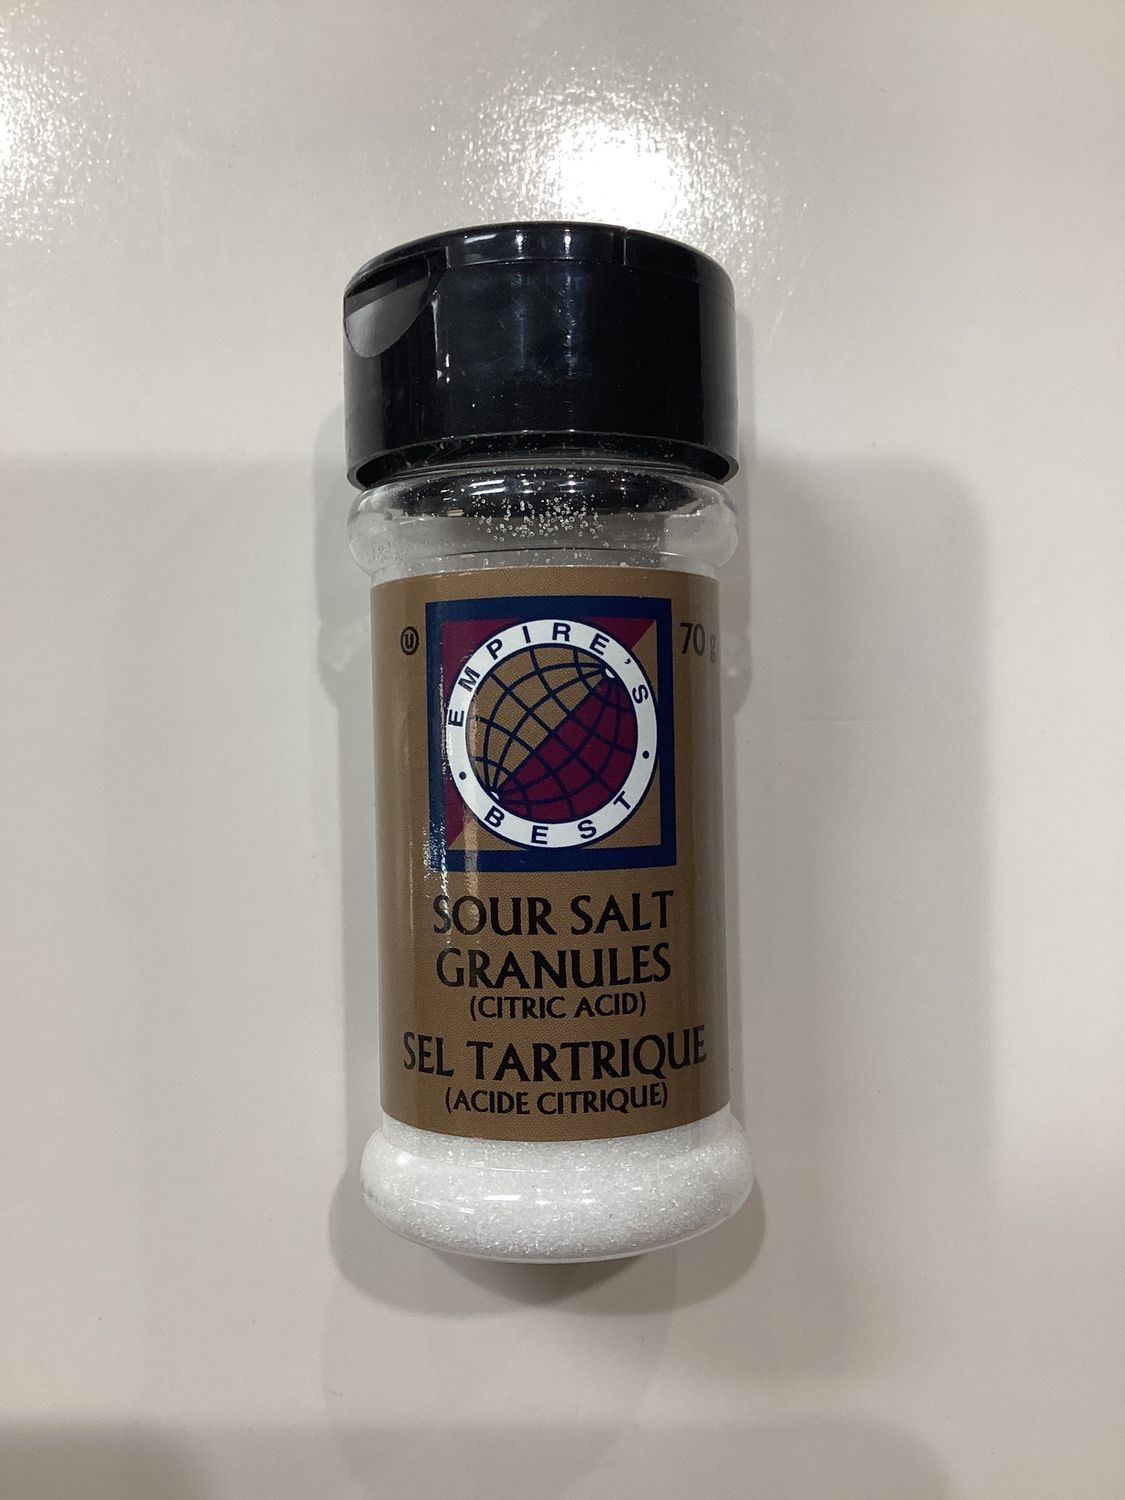 EMPIRE'S
• BEST •
Ⓤ
70 g
SOUR SALT
GRANULES
(CITRIC ACID)
SEL TARTRIQUE
(ACIDE CITRIQUE)